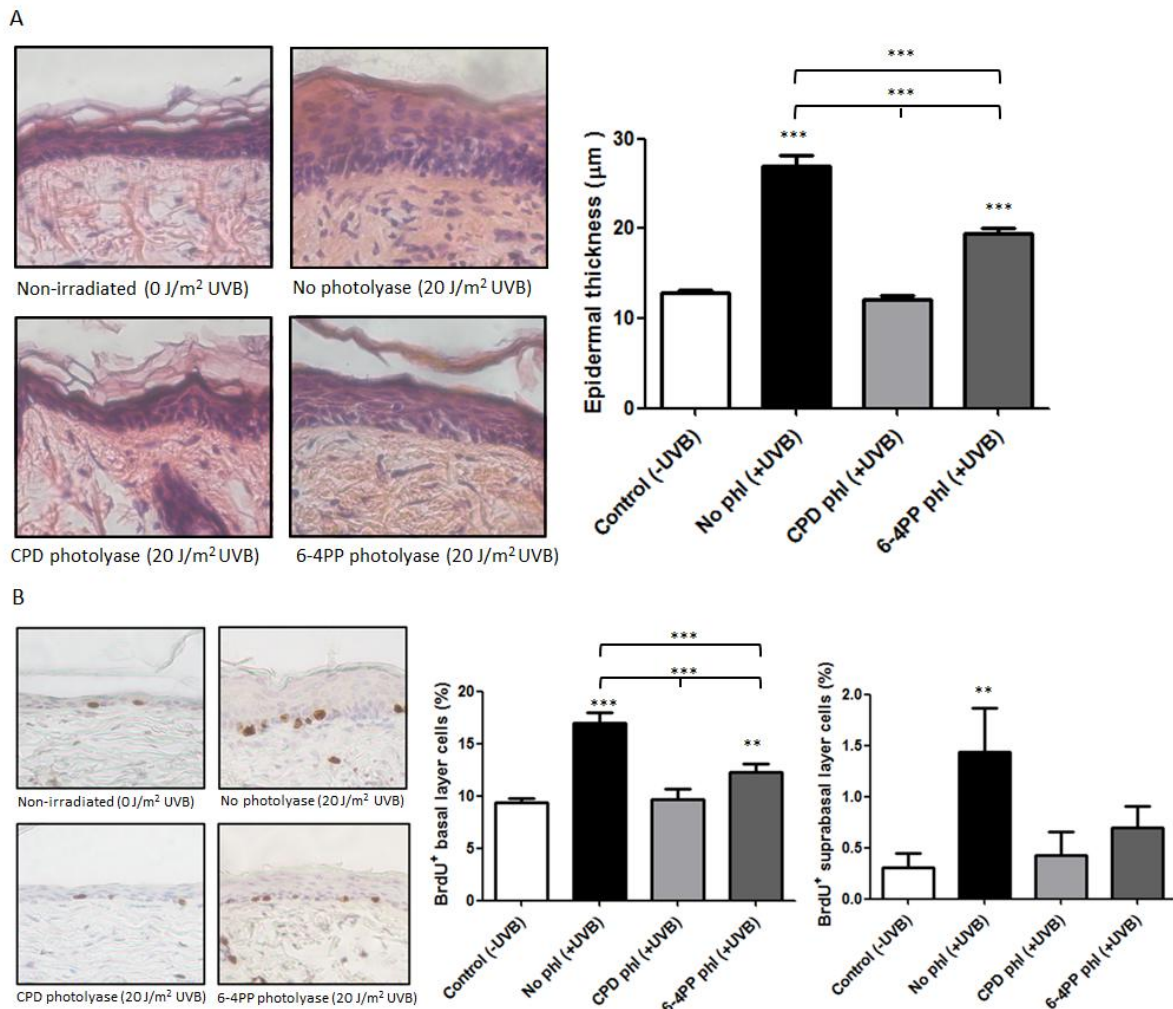 A
Non-irradiated (0 J/m² UVB)
No photolyase (20 J/m² UVB)
CPD photolyase (20 J/m² UVB)
6-4PP photolyase (20 J/m² UVB)
***
***
***
***
Epidermal thickness (μm )
30
20
10
0
Control (-UVB)
No phl (+UVB)
CPD phl (+UVB)
6-4PP phl (+UVB)
B
Non-irradiated (0 J/m² UVB)
No photolyase (20 J/m² UVB)
CPD photolyase (20 J/m² UVB)
6-4PP photolyase (20 J/m² UVB)
***
***
***
**
BrdU⁺ basal layer cells (%)
20
15
10
5
0
Control (-UVB)
No phl (+UVB)
CPD phl (+UVB)
6-4PP phl (+UVB)
**
BrdU⁺ suprabasal layer cells (%)
2.0
1.5
1.0
0.5
0.0
Control (-UVB)
No phl (+UVB)
CPD phl (+UVB)
6-4PP phl (+UVB)